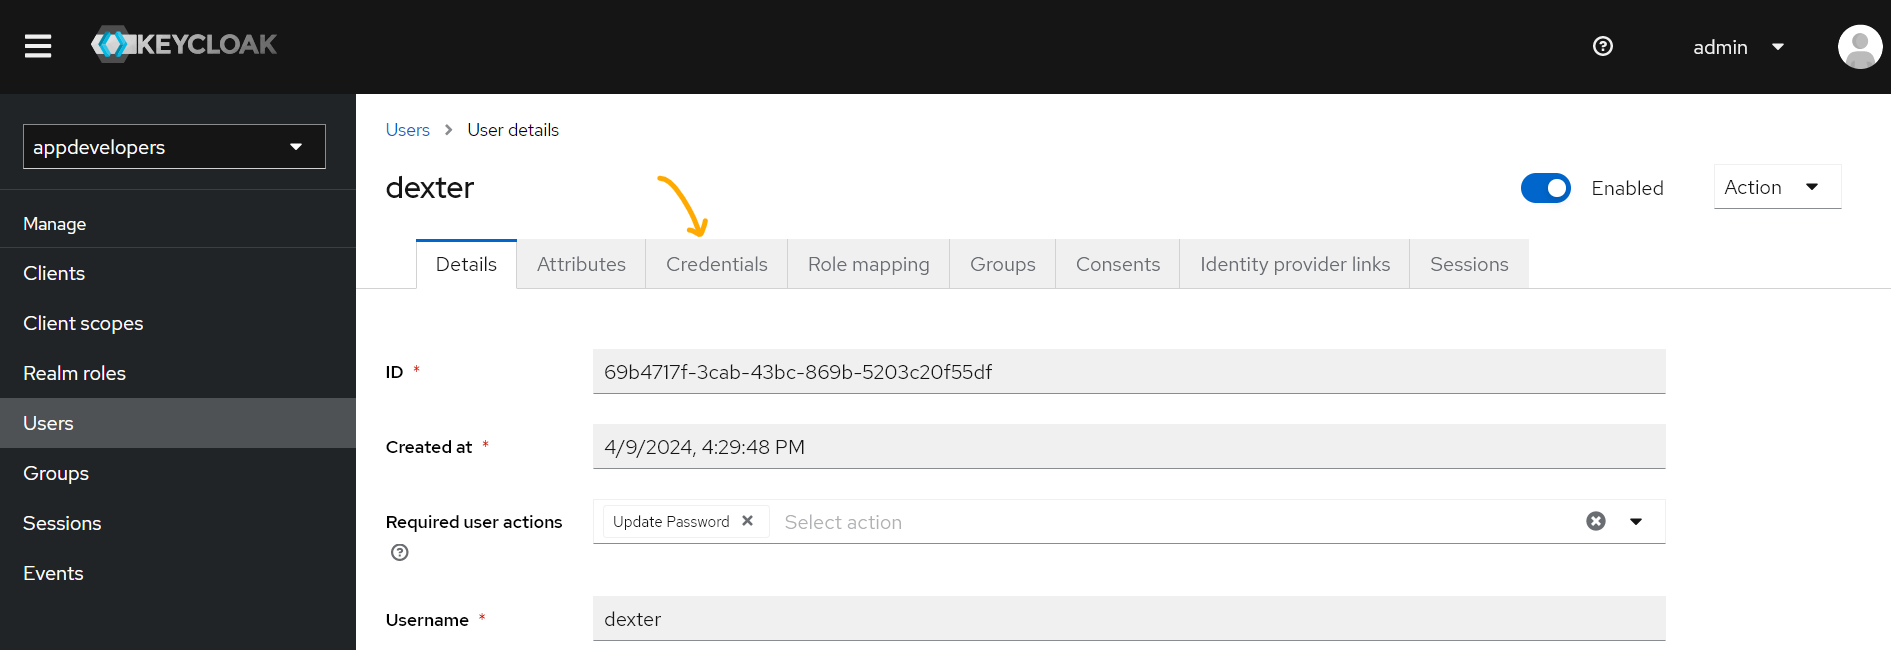 KEYCLOAK
admin
appdevelopers
Manage
Clients
Client scopes
Realm roles
Users
Groups
Sessions
Events
Users > User details
dexter
Enabled
Action
Details Attributes Credentials Role mapping Groups Consents Identity provider links Sessions
ID *
69b4717f-3cab-43bc-869b-5203c20f55df
Created at *
4/9/2024, 4:29:48 PM
Required user actions
Update Password Select action
Username *
dexter